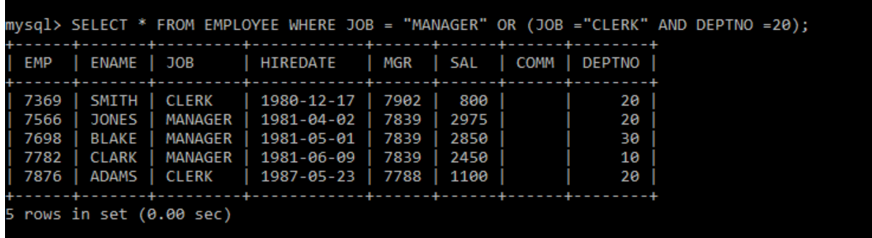 mysql> SELECT * FROM EMPLOYEE WHERE JOB = "MANAGER" OR (JOB ="CLERK" AND DEPTNO =20);
+------+-------+---------+------------+------+------+------+--------+
| EMP  | ENAME | JOB     | HIREDATE   | MGR  | SAL  | COMM | DEPTNO |
+------+-------+---------+------------+------+------+------+--------+
| 7369 | SMITH | CLERK   | 1980-12-17 | 7902 |  800 |      |     20 |
| 7566 | JONES | MANAGER | 1981-04-02 | 7839 | 2975 |      |     20 |
| 7698 | BLAKE | MANAGER | 1981-05-01 | 7839 | 2850 |      |     30 |
| 7782 | CLARK | MANAGER | 1981-06-09 | 7839 | 2450 |      |     10 |
| 7876 | ADAMS | CLERK   | 1987-05-23 | 7788 | 1100 |      |     20 |
+------+-------+---------+------------+------+------+------+--------+
5 rows in set (0.00 sec)